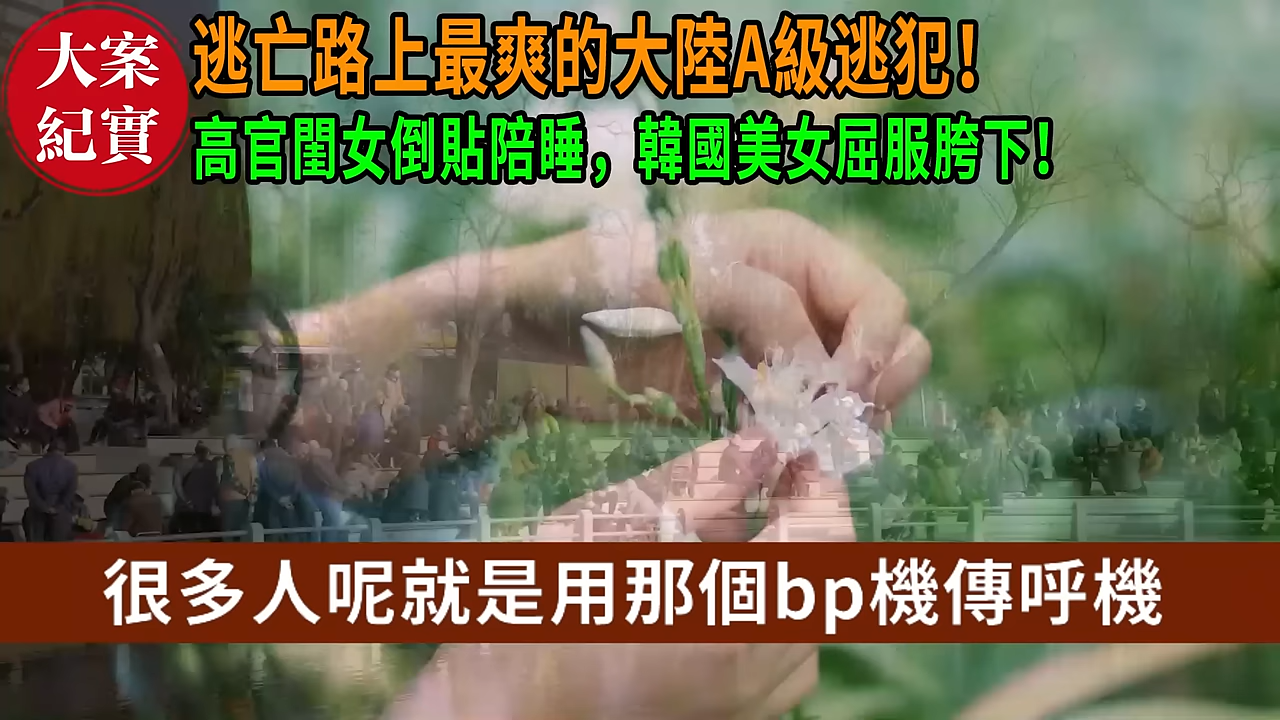 大案
紀實
逃亡路上最爽的大陸A級逃犯！
高官閨女倒貼陪睡，韓國美女屈服胯下！
很多人呢就是用那個bp機傳呼機